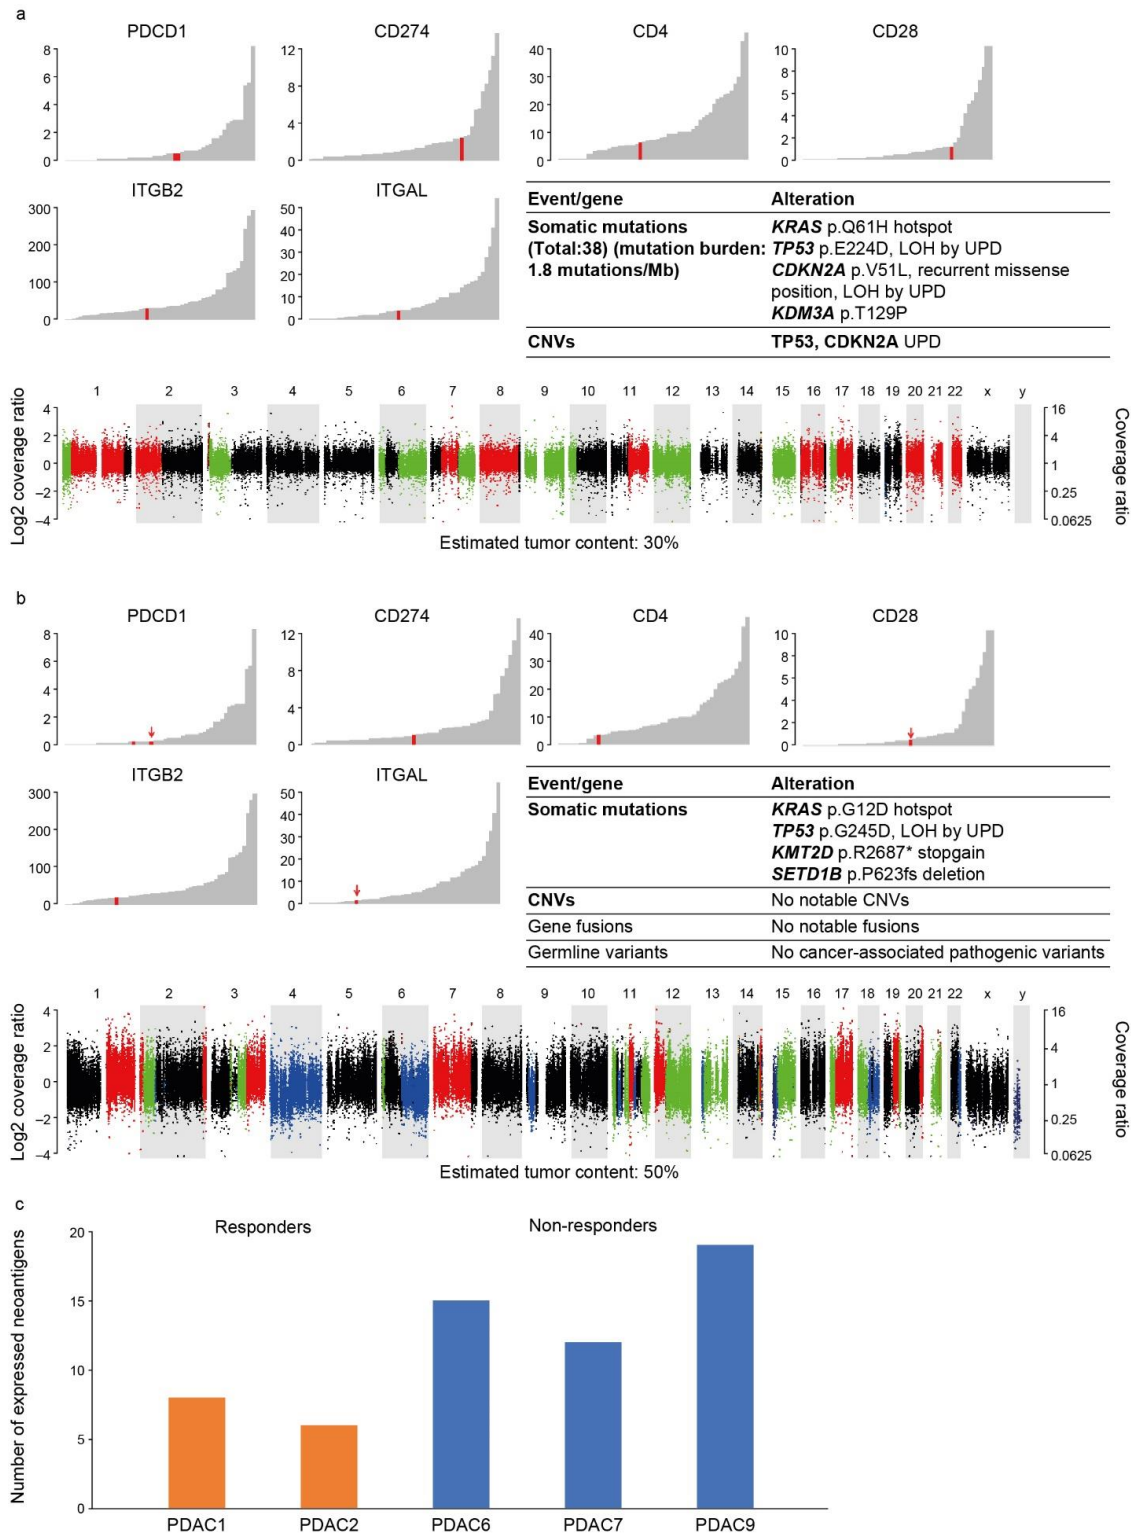 a
PDCD1 CD274 CD4 CD28
8 12 40 10
6 8 30 8
4 20 6
2 4 10 4
2
0 0 0 0
ITGB2 ITGAL
300 50
40
200 30
100 20
10
0 0
Event/gene Alteration
Somatic mutations KRAS p.Q61H hotspot
(Total:38) (mutation burden: TP53 p.E224D, LOH by UPD
1.8 mutations/Mb) CDKN2A p.V51L, recurrent missense
position, LOH by UPD
KDM3A p.T129P
CNVs TP53, CDKN2A UPD
1 2 3 4 5 6 7 8 9 10 11 12 13 14 15 16 17 18 19 20 21 22 x y
Log2 coverage ratio
4
2
0
−2
−4
16
4
1
0.25
0.0625
Coverage ratio
Estimated tumor content: 30%
b
PDCD1 CD274 CD4 CD28
8 12 40 10
6 8 30 8
4 20 6
2 4 10 4
2
0 0 0 0
ITGB2 ITGAL
300 50
40
200 30
100 20
10
0 0
Event/gene Alteration
Somatic mutations KRAS p.G12D hotspot
TP53 p.G245D, LOH by UPD
KMT2D p.R2687* stopgain
SETD1B p.P623fs deletion
CNVs No notable CNVs
Gene fusions No notable fusions
Germline variants No cancer-associated pathogenic variants
1 2 3 4 5 6 7 8 9 10 11 12 13 14 15 16 17 18 19 20 21 22 x y
Log2 coverage ratio
4
2
0
−2
−4
16
4
1
0.25
0.0625
Coverage ratio
Estimated tumor content: 50%
c
Number of expressed neoantigens
Responders Non-responders
20
15
10
5
0
PDAC1 PDAC2 PDAC6 PDAC7 PDAC9